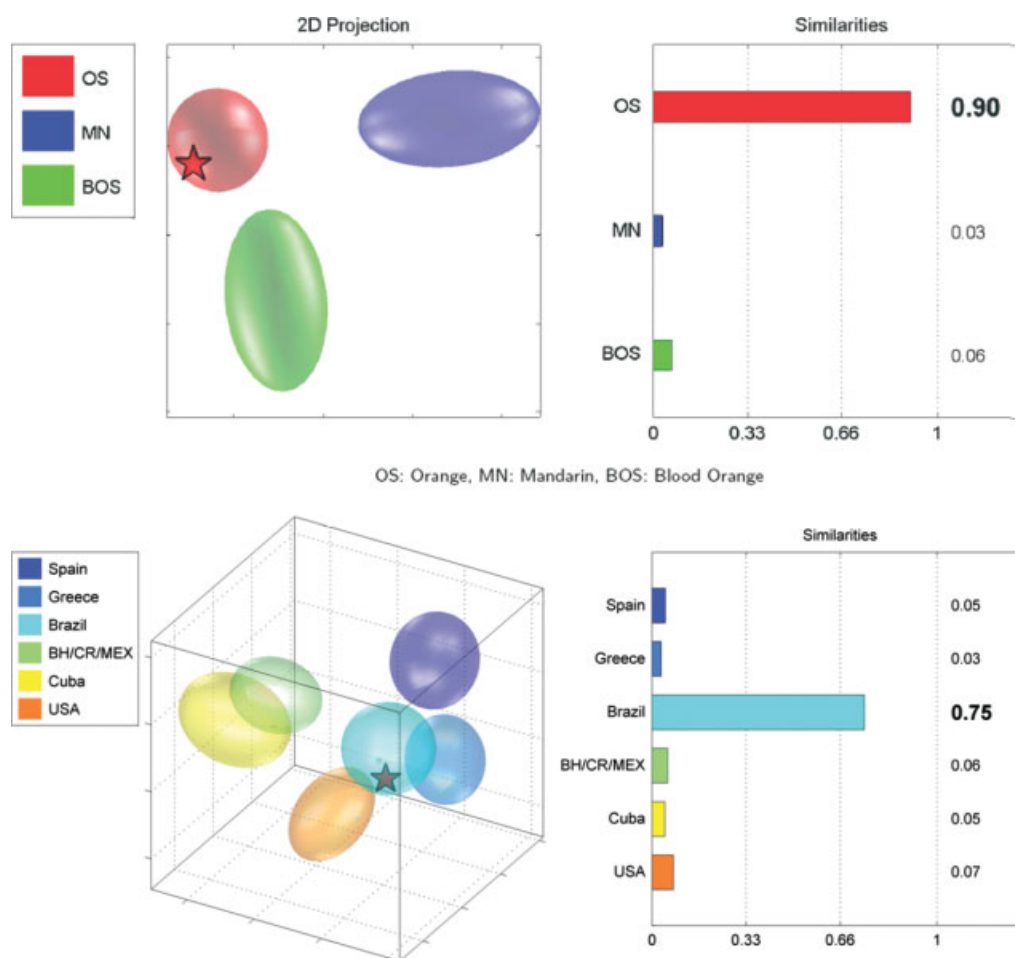 2D Projection
Similarities
OS
MN
BOS
OS
0.90
MN
0.03
BOS
0.06
0 0.33 0.66 1
OS: Orange, MN: Mandarin, BOS: Blood Orange
Spain
Greece
Brazil
BH/CR/MEX
Cuba
USA
Similarities
Spain
0.05
Greece
0.03
Brazil
0.75
BH/CR/MEX
0.06
Cuba
0.05
USA
0.07
0 0.33 0.66 1